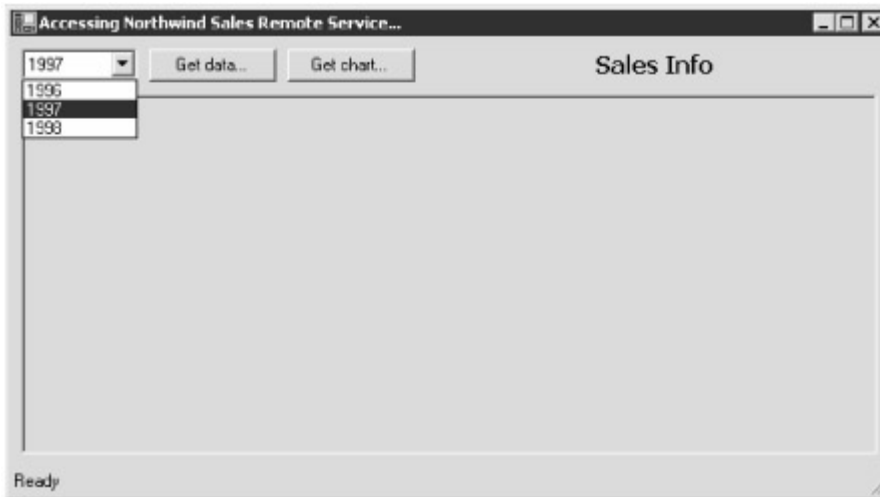 Accessing Northwind Sales Remote Service...
1997 Get data... Get chart... Sales Info
1996
1997
1998
Ready